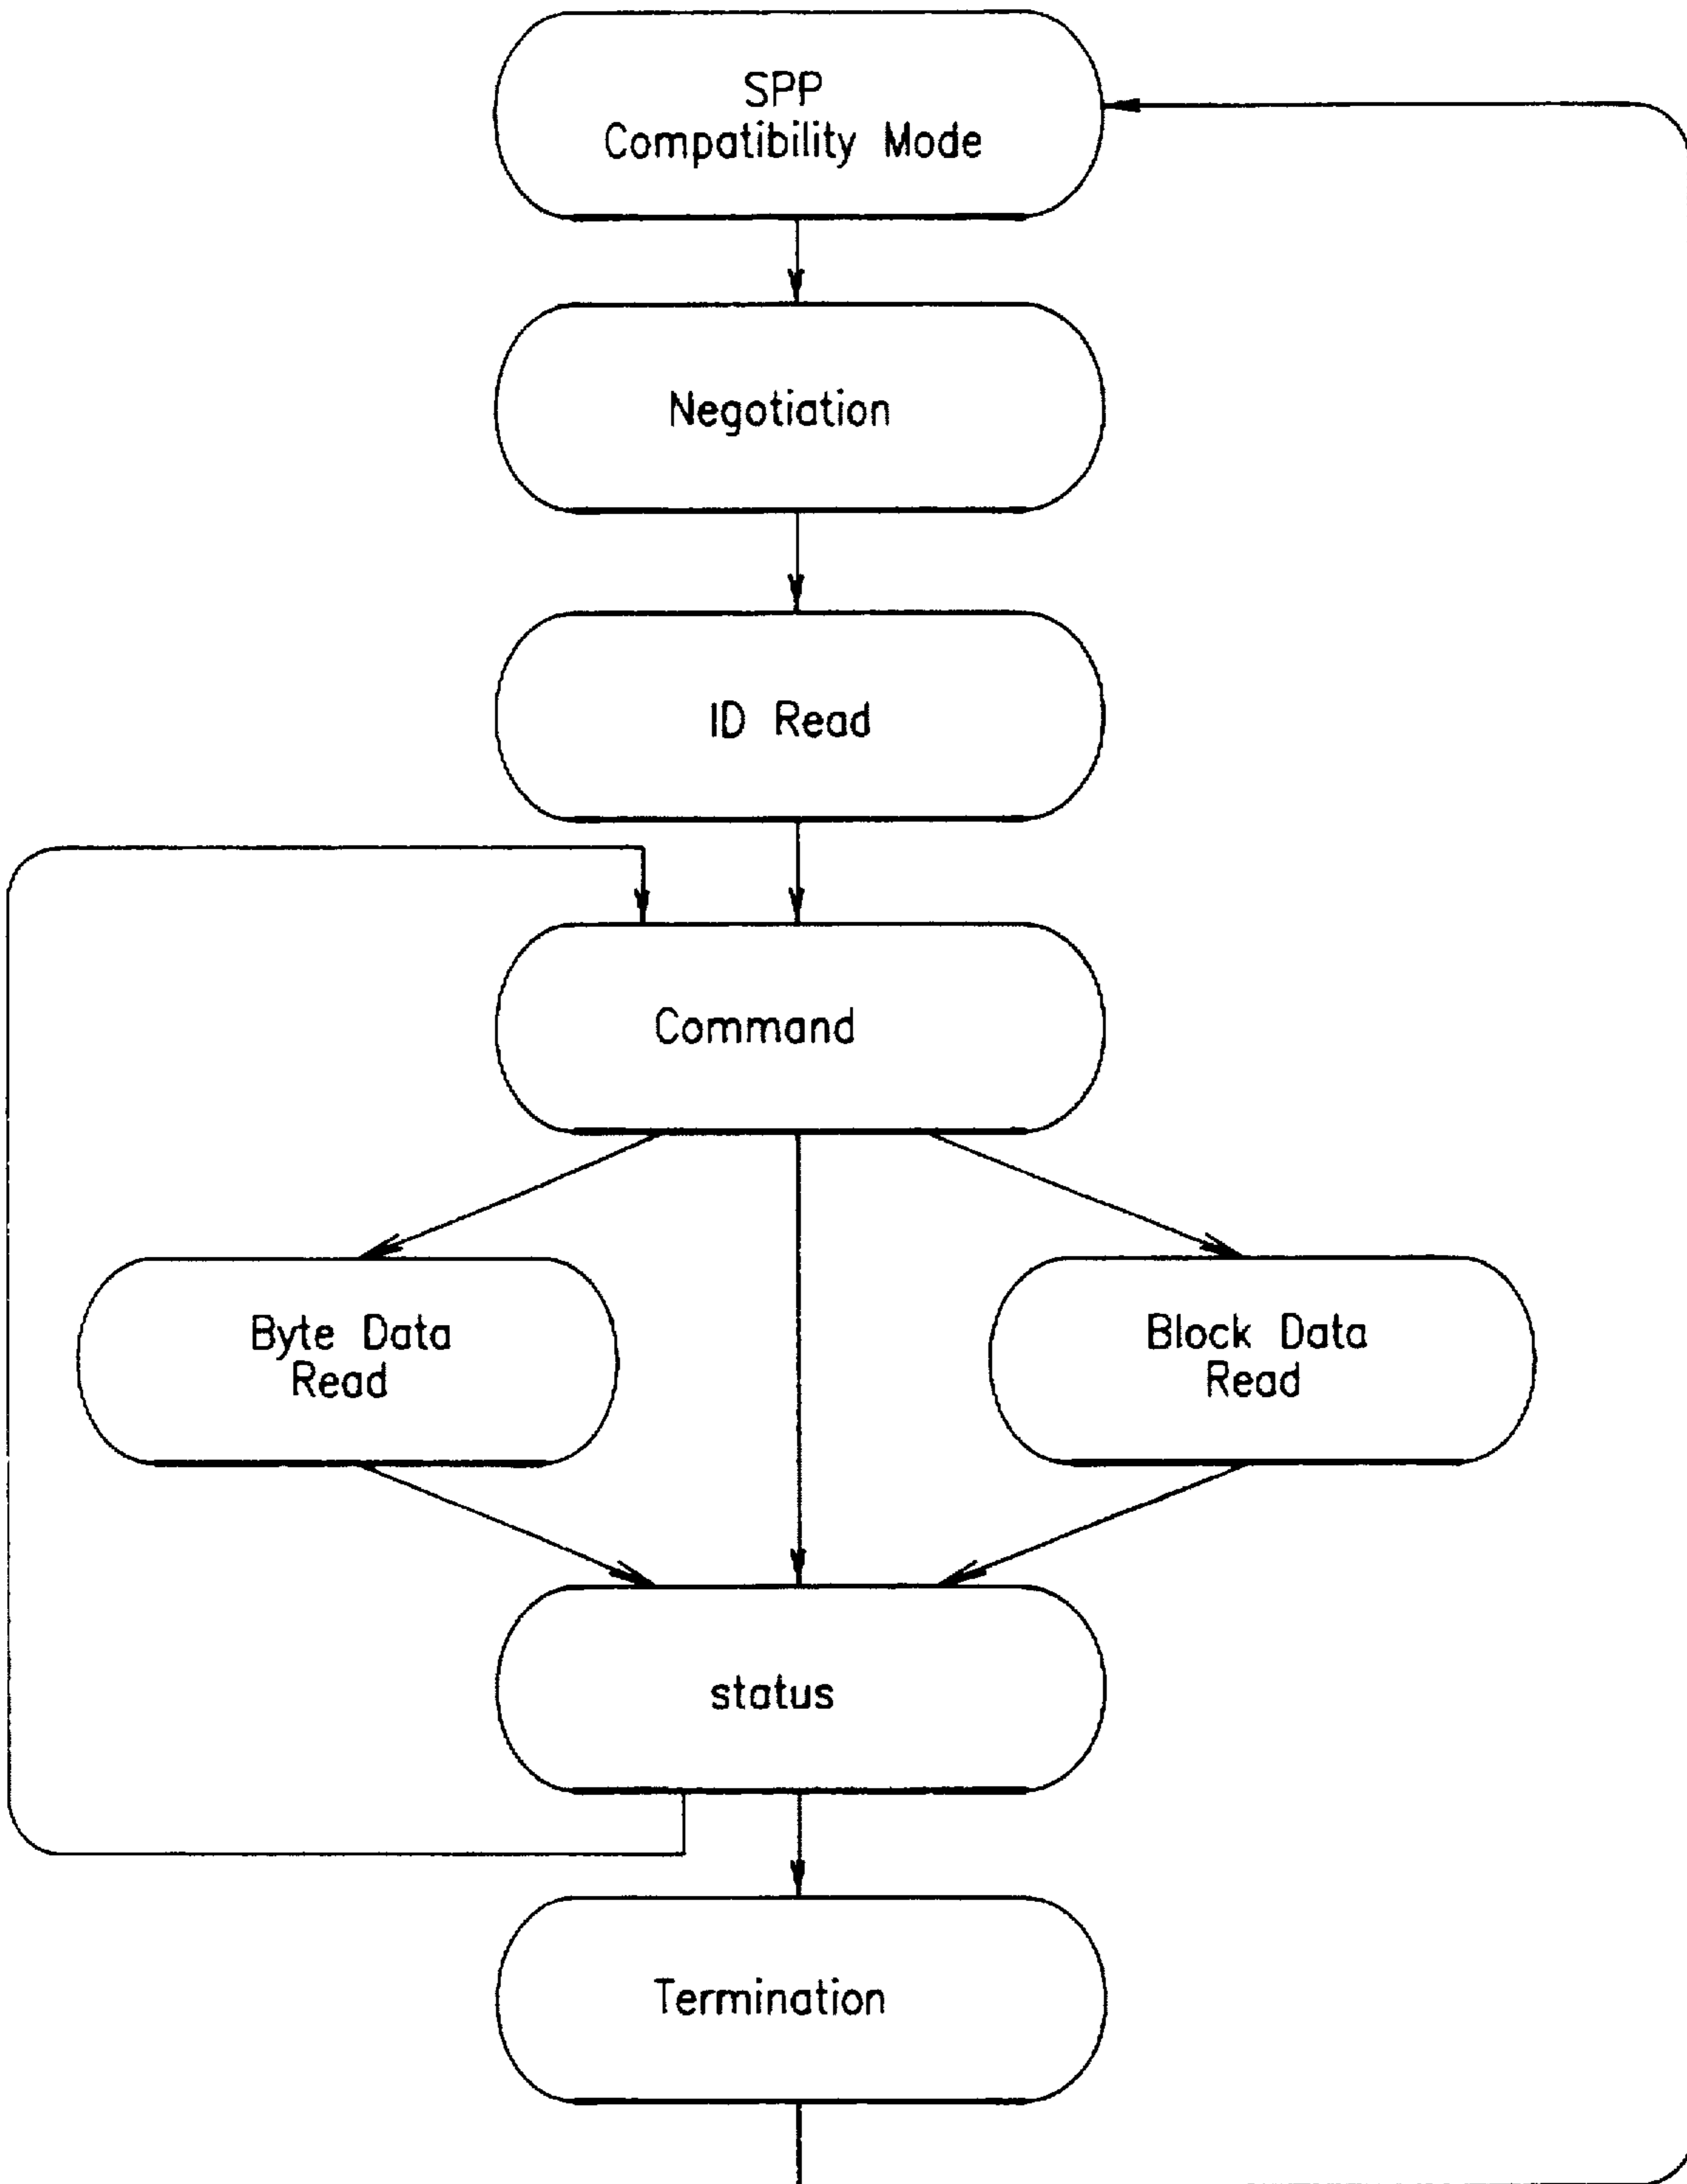 SPP
Compatibility Mode
Negotiation
ID Read
Command
Byte Data
Read
Block Data
Read
status
Termination